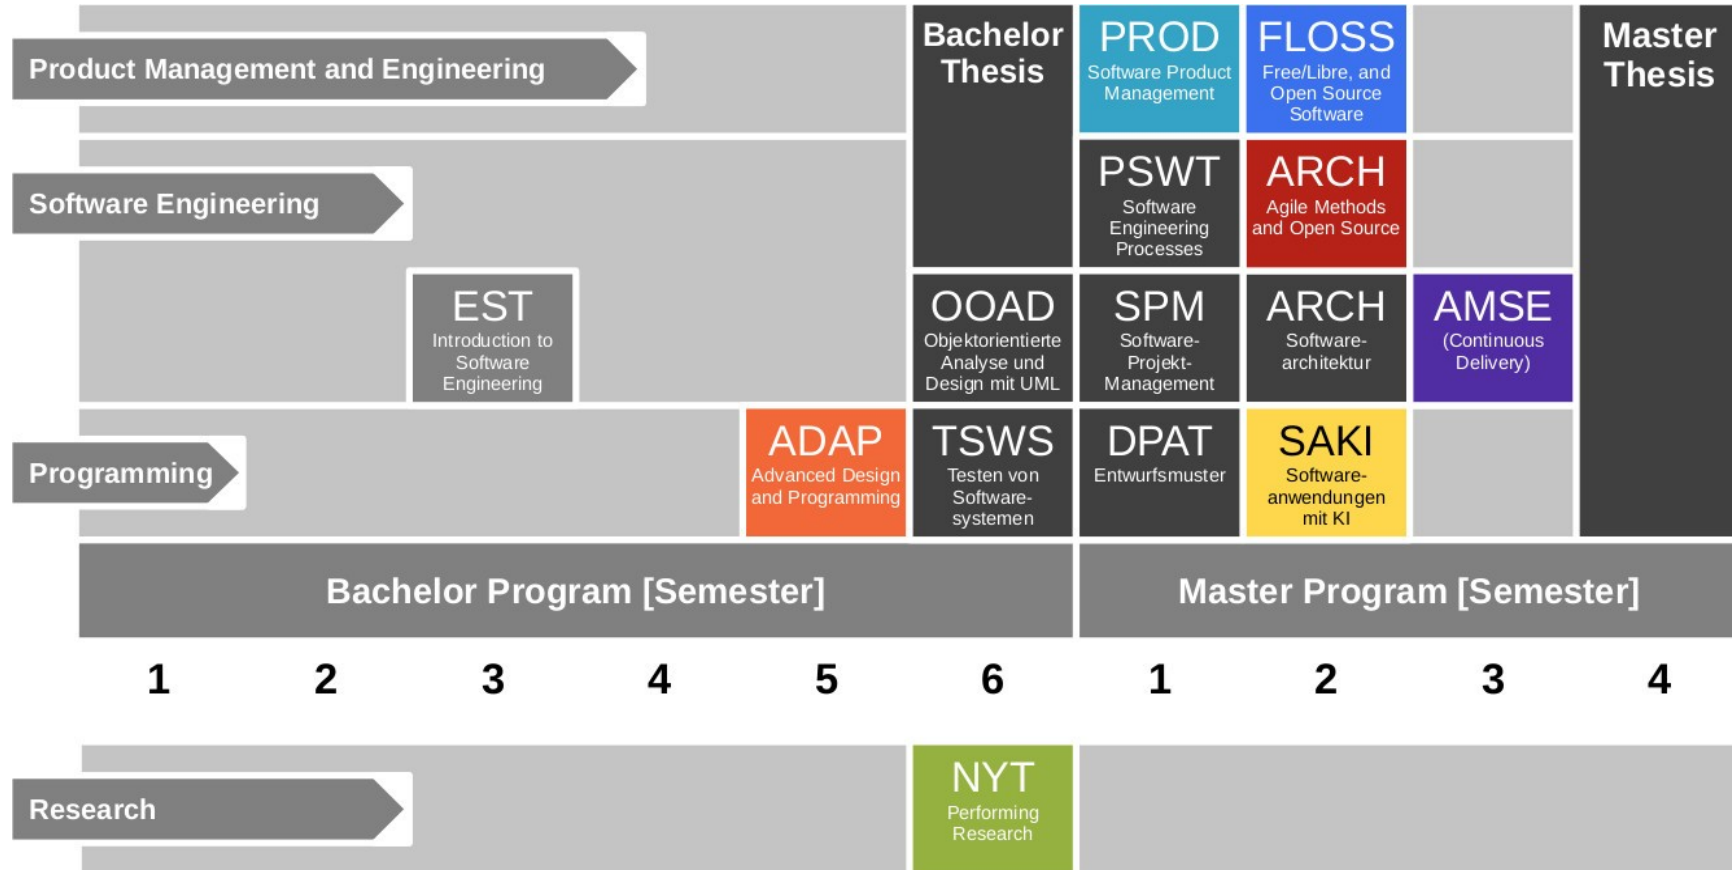 Product Management and Engineering
Bachelor
Thesis
PROD
Software Product
Management
FLOSS
Free/Libre, and
Open Source
Software
Master
Thesis
Software Engineering
PSWT
Software
Engineering
Processes
ARCH
Agile Methods
and Open Source
EST
Introduction to
Software
Engineering
OOAD
Objektorientierte
Analyse und
Design mit UML
SPM
Software-
Projekt-
Management
ARCH
Software-
architektur
AMSE
(Continuous
Delivery)
Programming
ADAP
Advanced Design
and Programming
TSWS
Testen von
Software-
systemen
DPAT
Entwurfsmuster
SAKI
Software-
anwendungen
mit KI
Bachelor Program [Semester]
Master Program [Semester]
1 2 3 4 5 6 1 2 3 4
Research
NYT
Performing
Research